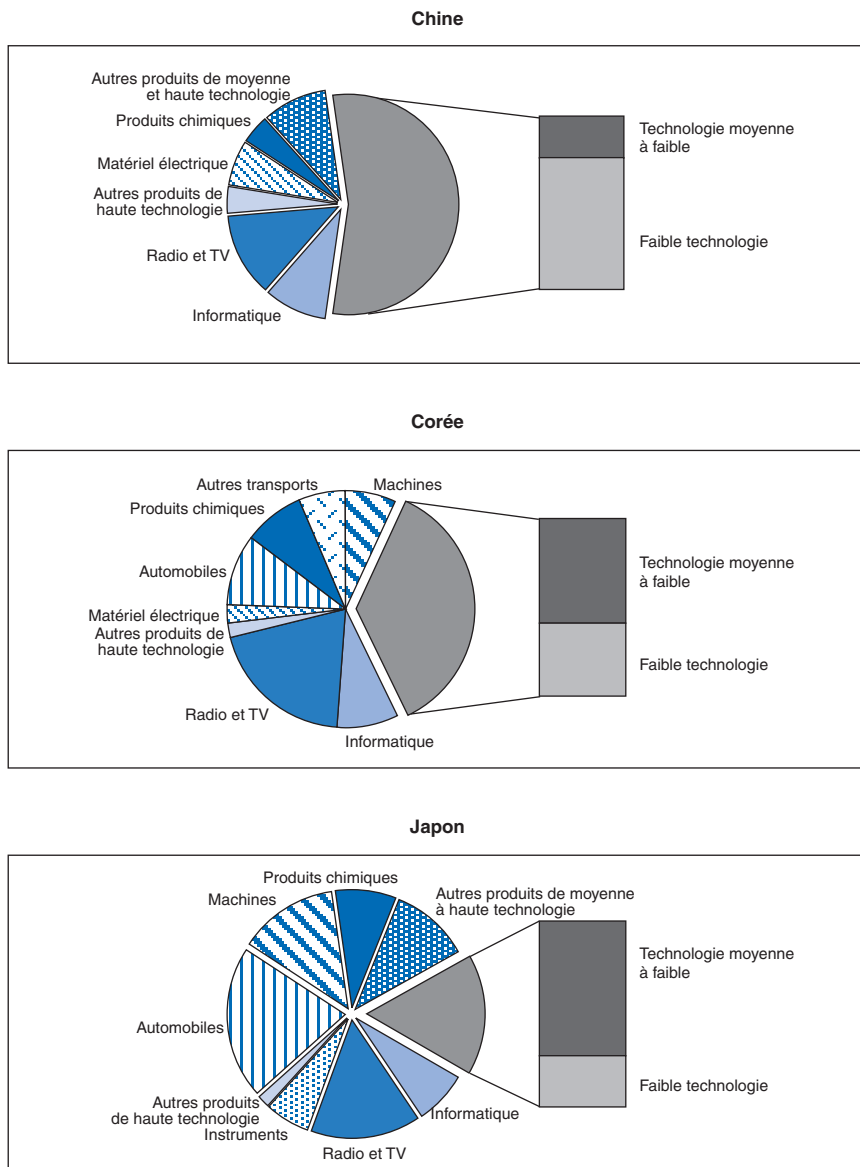 Chine
Autres produits de moyenne
et haute technologie
Produits chimiques
Matériel électrique
Autres produits de
haute technologie
Radio et TV
Informatique
Technologie moyenne
à faible
Faible technologie
Corée
Autres transports
Machines
Produits chimiques
Automobiles
Matériel électrique
Autres produits de
haute technologie
Radio et TV
Informatique
Technologie moyenne
à faible
Faible technologie
Japon
Produits chimiques
Machines
Autres produits de moyenne
à haute technologie
Automobiles
Autres produits
de haute technologie
Instruments
Radio et TV
Informatique
Technologie moyenne
à faible
Faible technologie